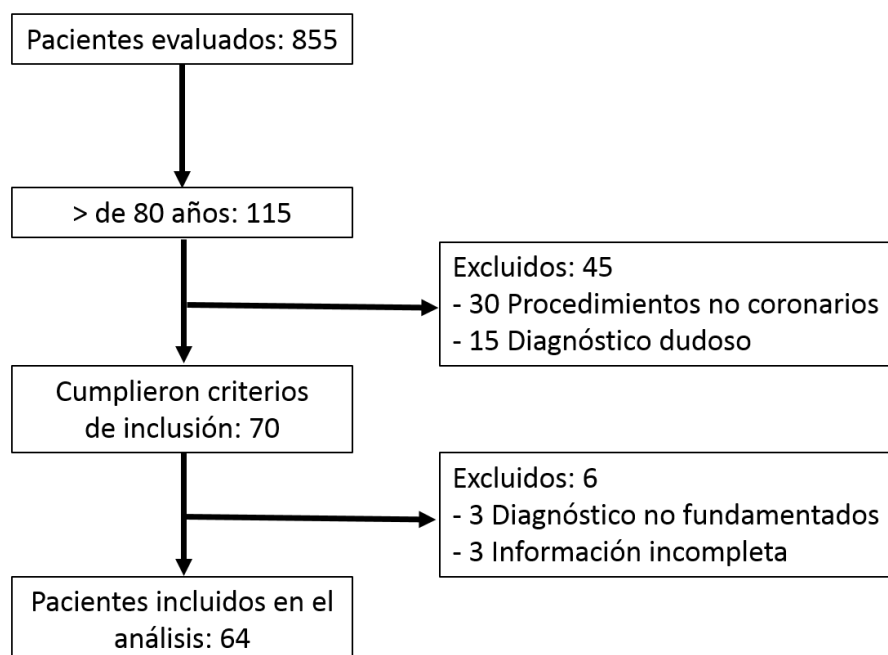 Pacientes evaluados: 855
> de 80 años: 115
Excluidos: 45
- 30 Procedimientos no coronarios
- 15 Diagnóstico dudoso
Cumplieron criterios
de inclusión: 70
Excluidos: 6
- 3 Diagnóstico no fundamentados
- 3 Información incompleta
Pacientes incluidos en el
análisis: 64